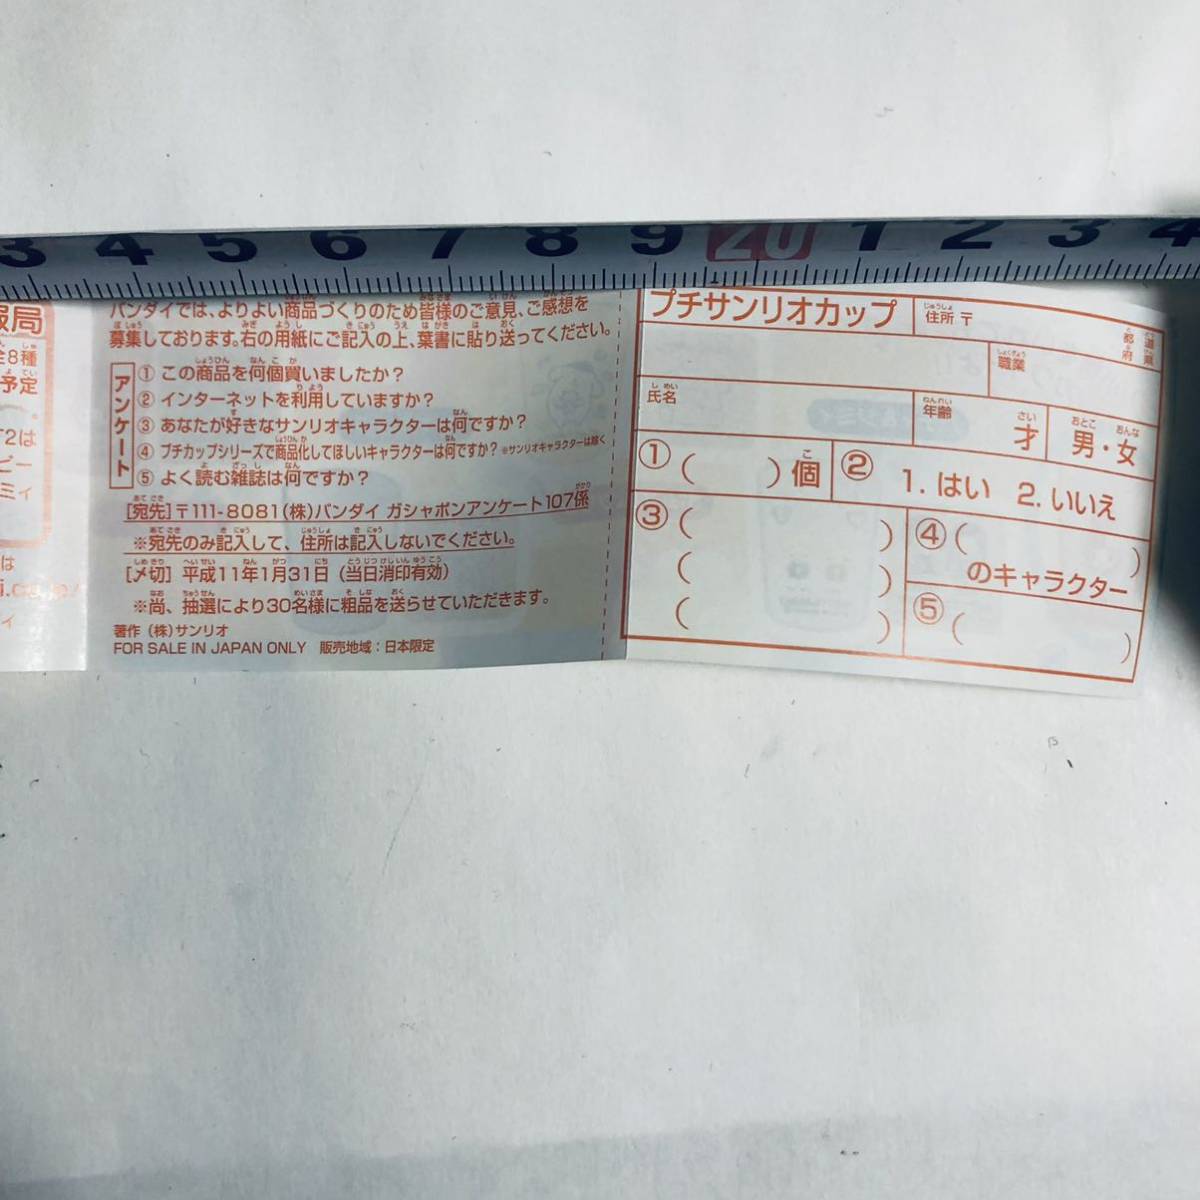 3 4 5 6 7 8 9 20 1 2 3 4
報局
全8種
予定
T2は
ビー
ミィ
は
i.co.jp/
ィ
バンダイでは、よりよい商品づくりのため皆様のご意見、ご感想を
募集しております。右の用紙にご記入の上、葉書に貼り送ってください。
アンケート
① この商品を何個買いましたか？
② インターネットを利用していますか？
③ あなたが好きなサンリオキャラクターは何ですか？
④ プチカップシリーズで商品化してほしいキャラクターは何ですか？ ※サンリオキャラクターは除く
⑤ よく読む雑誌は何ですか？
［宛先］〒111-8081（株）バンダイ ガシャポンアンケート107係
※宛先のみ記入して、住所は記入しないでください。
［〆切］平成11年1月31日（当日消印有効）
※尚、抽選により30名様に粗品を送らせていただきます。
著作（株）サンリオ
FOR SALE IN JAPAN ONLY 販売地域：日本限定
プチサンリオカップ
住所 〒
都道府県
職業
氏名
年齢 才
男・女
① ( ) 個
② 1. はい 2. いいえ
③ ( )
( )
( )
④ ( )
のキャラクター
⑤ ( )